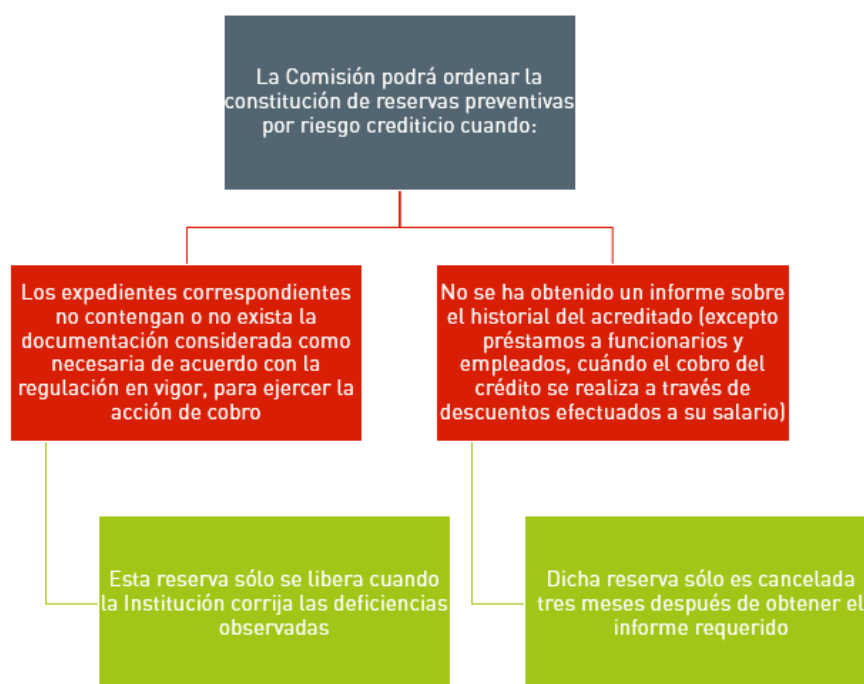 La Comisión podrá ordenar la
constitución de reservas preventivas
por riesgo crediticio cuando:
Los expedientes correspondientes
no contengan o no exista la
documentación considerada como
necesaria de acuerdo con la
regulación en vigor, para ejercer la
acción de cobro
No se ha obtenido un informe sobre
el historial del acreditado (excepto
préstamos a funcionarios y
empleados, cuándo el cobro del
crédito se realiza a través de
descuentos efectuados a su salario)
Esta reserva sólo se libera cuando
la Institución corrija las deficiencias
observadas
Dicha reserva sólo es cancelada
tres meses después de obtener el
informe requerido